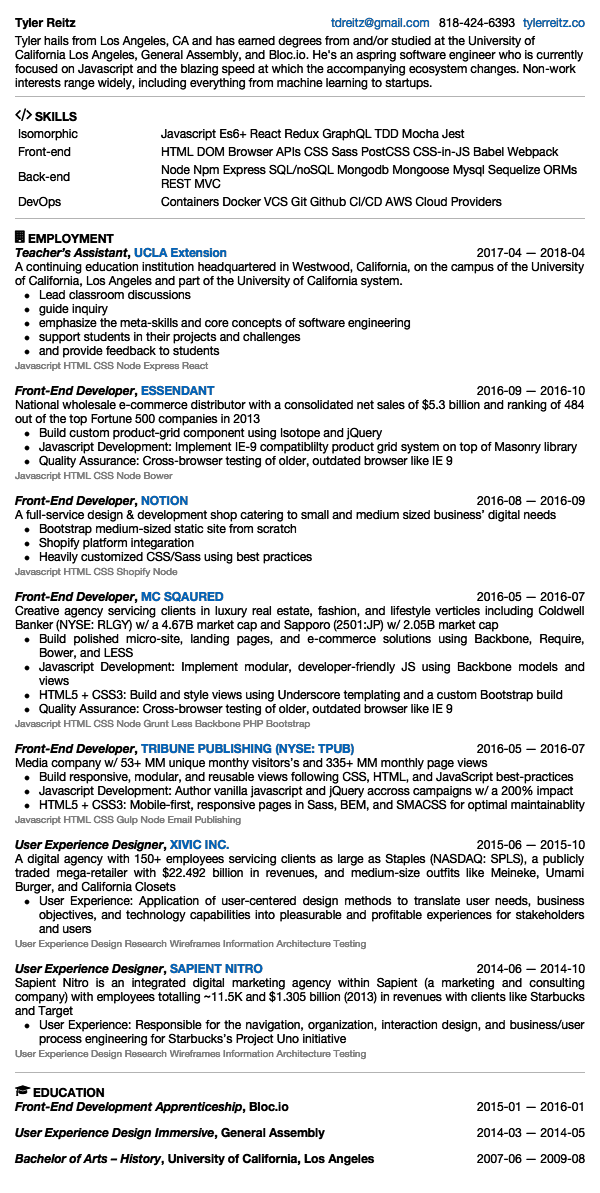 Tyler Reitz tdreitz@gmail.com 818-424-6393 tylerreitz.co
Tyler hails from Los Angeles, CA and has earned degrees from and/or studied at the University of
California Los Angeles, General Assembly, and Bloc.io. He's an aspring software engineer who is currently
focused on Javascript and the blazing speed at which the accompanying ecosystem changes. Non-work
interests range widely, including everything from machine learning to startups.
</> SKILLS
Isomorphic Javascript Es6+ React Redux GraphQL TDD Mocha Jest
Front-end HTML DOM Browser APIs CSS Sass PostCSS CSS-in-JS Babel Webpack
Back-end Node Npm Express SQL/noSQL Mongodb Mongoose Mysql Sequelize ORMs
REST MVC
DevOps Containers Docker VCS Git Github CI/CD AWS Cloud Providers
EMPLOYMENT
Teacher's Assistant, UCLA Extension 2017-04 — 2018-04
A continuing education institution headquartered in Westwood, California, on the campus of the University
of California, Los Angeles and part of the University of California system.
• Lead classroom discussions
• guide inquiry
• emphasize the meta-skills and core concepts of software engineering
• support students in their projects and challenges
• and provide feedback to students
Javascript HTML CSS Node Express React
Front-End Developer, ESSENDANT 2016-09 — 2016-10
National wholesale e-commerce distributor with a consolidated net sales of $5.3 billion and ranking of 484
out of the top Fortune 500 companies in 2013
• Build custom product-grid component using Isotope and jQuery
• Javascript Development: Implement IE-9 compatiblilty product grid system on top of Masonry library
• Quality Assurance: Cross-browser testing of older, outdated browser like IE 9
Javascript HTML CSS Node Bower
Front-End Developer, NOTION 2016-08 — 2016-09
A full-service design & development shop catering to small and medium sized business' digital needs
• Bootstrap medium-sized static site from scratch
• Shopify platform integaration
• Heavily customized CSS/Sass using best practices
Javascript HTML CSS Shopify Node
Front-End Developer, MC SQAURED 2016-05 — 2016-07
Creative agency servicing clients in luxury real estate, fashion, and lifestyle verticles including Coldwell
Banker (NYSE: RLGY) w/ a 4.67B market cap and Sapporo (2501:JP) w/ 2.05B market cap
• Build polished micro-site, landing pages, and e-commerce solutions using Backbone, Require,
Bower, and LESS
• Javascript Development: Implement modular, developer-friendly JS using Backbone models and
views
• HTML5 + CSS3: Build and style views using Underscore templating and a custom Bootstrap build
• Quality Assurance: Cross-browser testing of older, outdated browser like IE 9
Javascript HTML CSS Node Grunt Less Backbone PHP Bootstrap
Front-End Developer, TRIBUNE PUBLISHING (NYSE: TPUB) 2016-05 — 2016-07
Media company w/ 53+ MM unique monthy visitors's and 335+ MM monthly page views
• Build responsive, modular, and reusable views following CSS, HTML, and JavaScript best-practices
• Javascript Development: Author vanilla javascript and jQuery accross campaigns w/ a 200% impact
• HTML5 + CSS3: Mobile-first, responsive pages in Sass, BEM, and SMACSS for optimal maintainablity
Javascript HTML CSS Gulp Node Email Publishing
User Experience Designer, XIVIC INC. 2015-06 — 2015-10
A digital agency with 150+ employees servicing clients as large as Staples (NASDAQ: SPLS), a publicly
traded mega-retailer with $22.492 billion in revenues, and medium-size outfits like Meineke, Umami
Burger, and California Closets
• User Experience: Application of user-centered design methods to translate user needs, business
objectives, and technology capabilities into pleasurable and profitable experiences for stakeholders
and users
User Experience Design Research Wireframes Information Architecture Testing
User Experience Designer, SAPIENT NITRO 2014-06 — 2014-10
Sapient Nitro is an integrated digital marketing agency within Sapient (a marketing and consulting
company) with employees totalling ~11.5K and $1.305 billion (2013) in revenues with clients like Starbucks
and Target
• User Experience: Responsible for the navigation, organization, interaction design, and business/user
process engineering for Starbucks's Project Uno initiative
User Experience Design Research Wireframes Information Architecture Testing
EDUCATION
Front-End Development Apprenticeship, Bloc.io 2015-01 — 2016-01
User Experience Design Immersive, General Assembly 2014-03 — 2014-05
Bachelor of Arts – History, University of California, Los Angeles 2007-06 — 2009-08